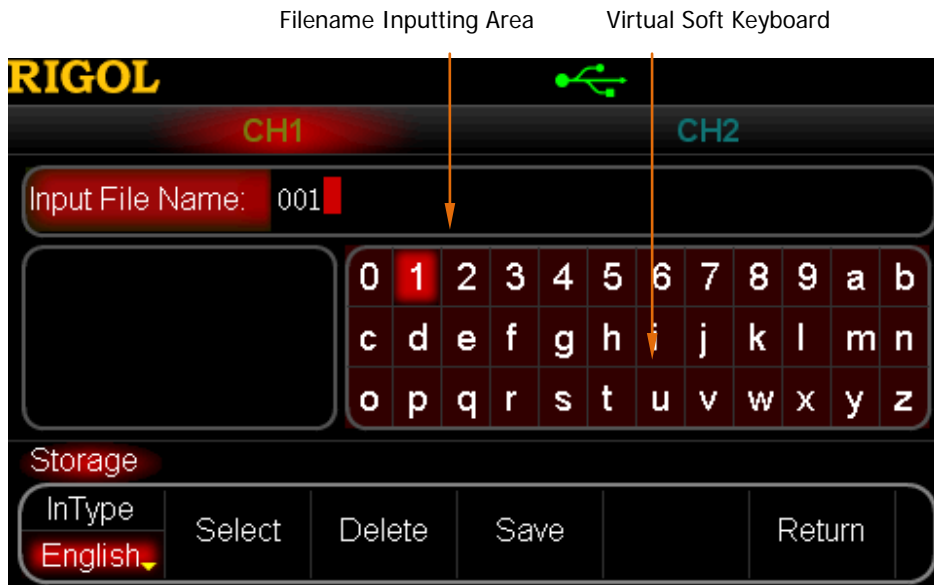 Filename Inputting Area Virtual Soft Keyboard
RIGOL
CH1 CH2
Input File Name: 001
0 1 2 3 4 5 6 7 8 9 a b
c d e f g h i j k l m n
o p q r s t u v w x y z
Storage
InType
Select Delete Save Return
English